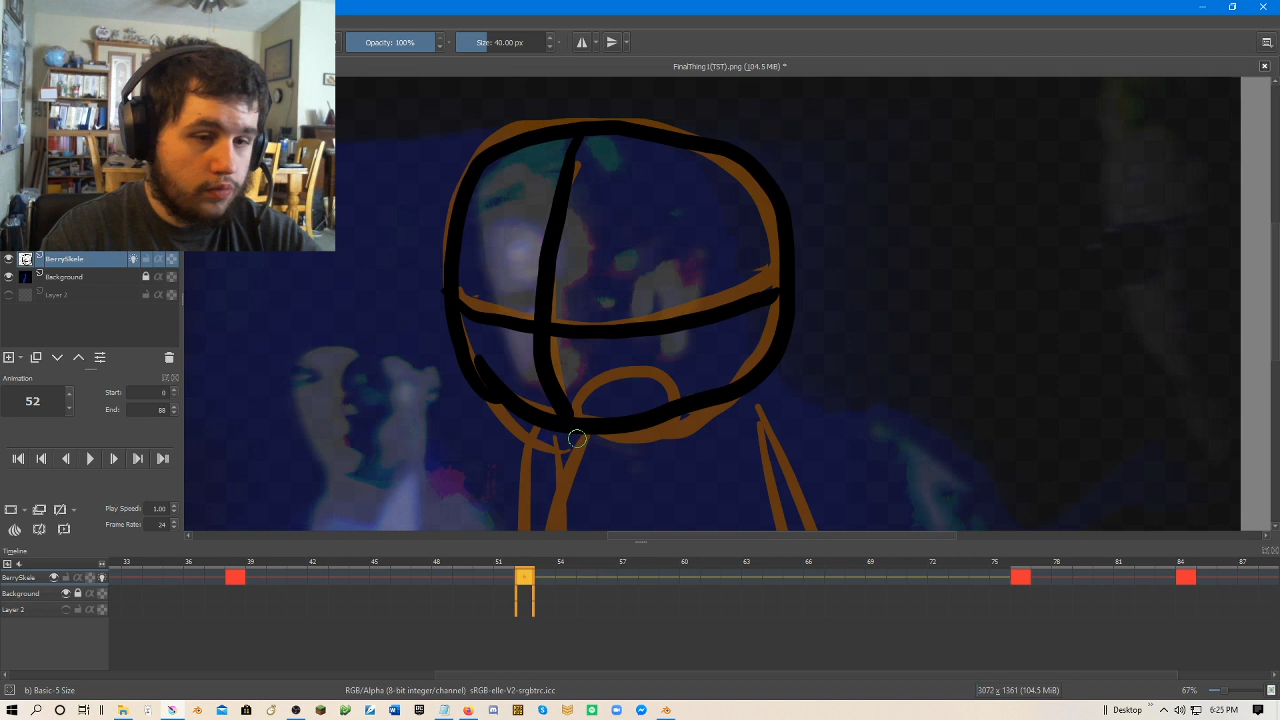 Opacity: 100%
Size: 40.00 px
FinalThing1(TST).png (104.5 MiB) *
BerrySkele
Background
Layer 2
Animation
52
Start: 0
End: 88
Play Speed: 1.00
Frame Rate: 24
Timeline
33 36 39 42 45 48 51 54 57 60 63 66 69 72 75 78 81 84 87
BerrySkele
Background
Layer 2
b) Basic-5 Size
RGB/Alpha (8-bit integer/channel) sRGB-elle-V2-srgbtrc.icc
3072 x 1361 (104.5 MiB)
67%
Desktop
6:25 PM